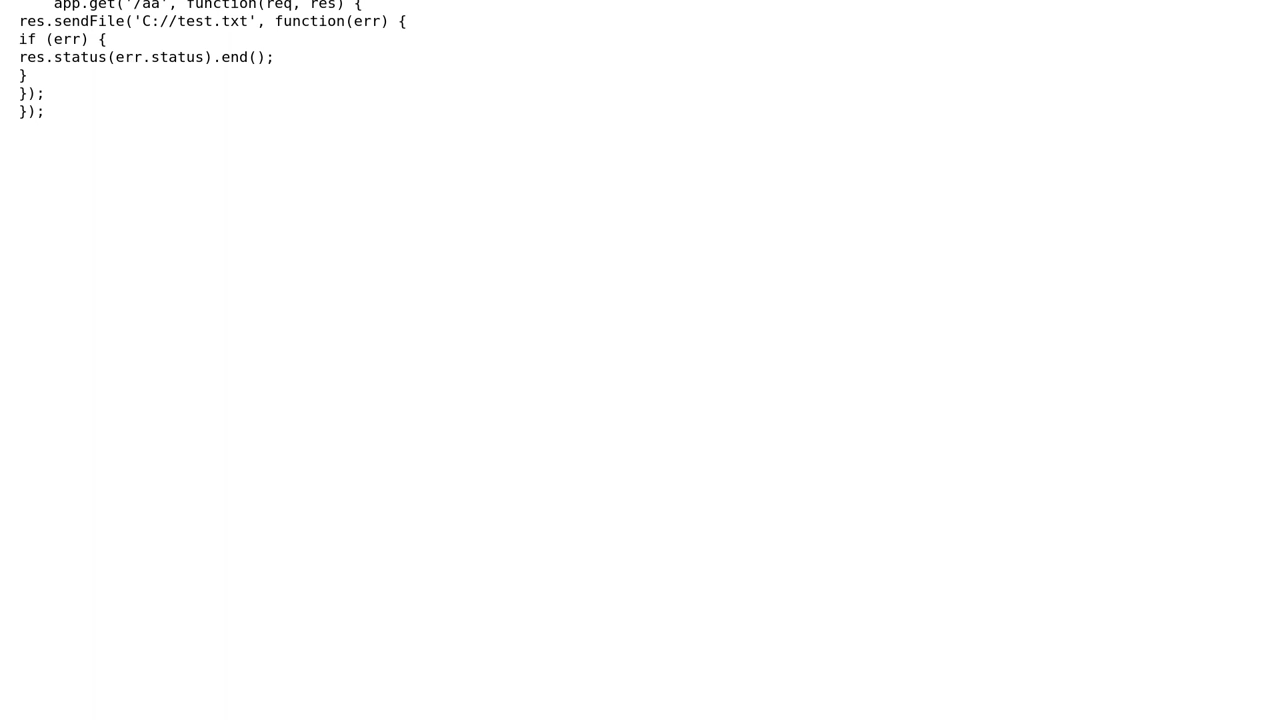 app.get('/aa', function(req, res) {
res.sendFile('C://test.txt', function(err) {
if (err) {
res.status(err.status).end();
}
});
});